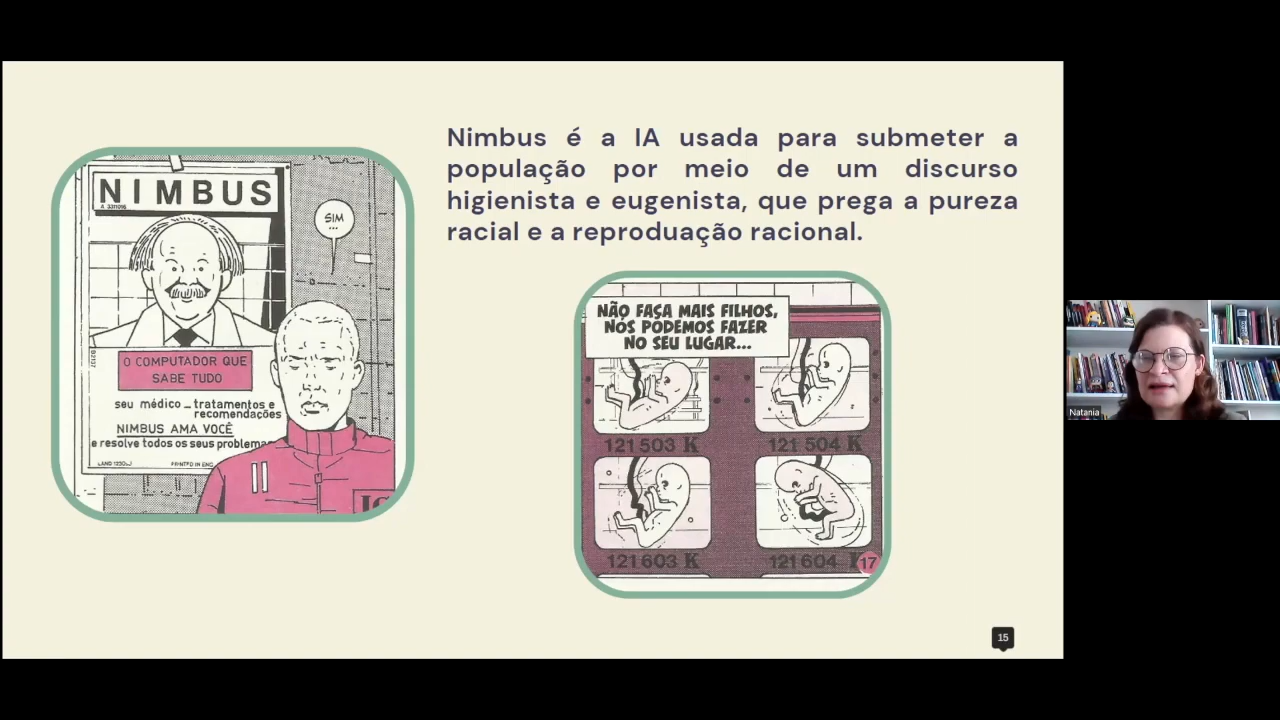 NIMBUS
SIM
...
O COMPUTADOR QUE
SABE TUDO
seu médico ... tratamentos e
recomendações
NIMBUS AMA VOCÊ
e resolve todos os seus problemas
PRINTED IN ENG
Nimbus é a IA usada para submeter a
população por meio de um discurso
higienista e eugenista, que prega a pureza
racial e a reproduação racional.
NÃO FAÇA MAIS FILHOS,
NÓS PODEMOS FAZER
NO SEU LUGAR...
121 503 K
121 504 K
121 603 K
121 604
17
15
Natania